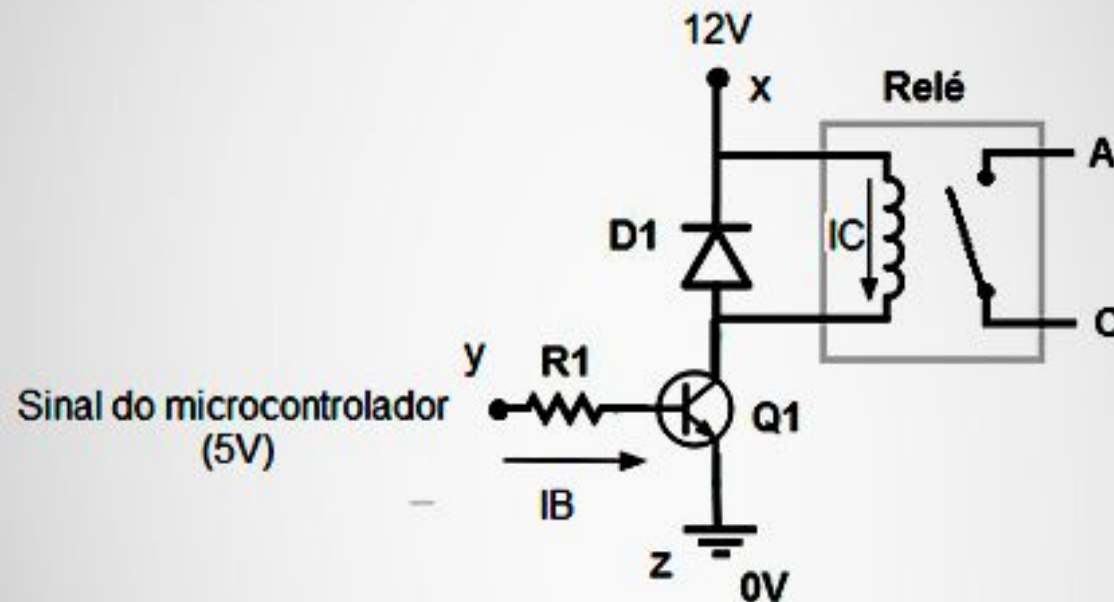 12V
x
Relé
A
D1
IC
C
y
R1
Sinal do microcontrolador
(5V)
Q1
IB
z
0V